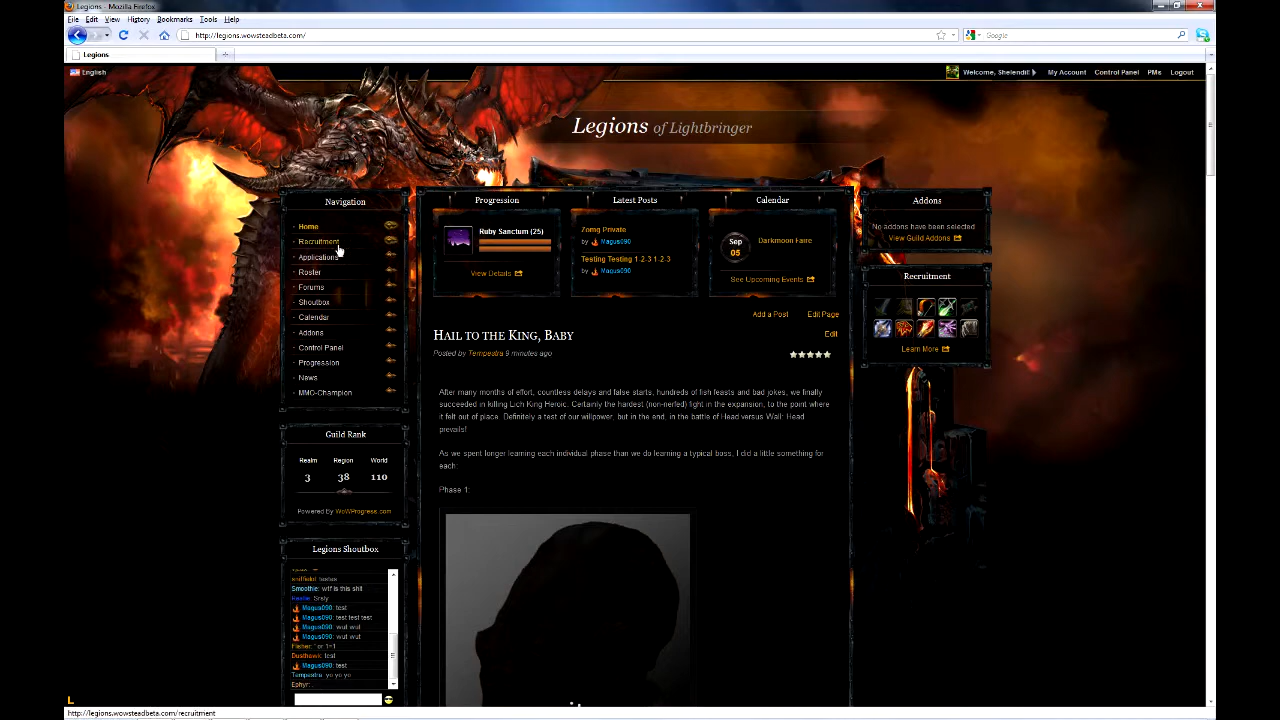 Legions - Mozilla Firefox
File Edit View History Bookmarks Tools Help
http://legions.wowsteadbeta.com/
Google
Legions
English
Welcome, Shelendil! My Account Control Panel PMs Logout
Legions of Lightbringer
Navigation
Home
Recruitment
Applications
Roster
Forums
Shoutbox
Calendar
Addons
Control Panel
Progression
News
MMO-Champion
Guild Rank
Realm Region World
3 38 110
Powered By WoWProgress.com
Legions Shoutbox
Smoothie: wtf is this shit
Srsly
Magus090: test
Magus090: test test test
Magus090: wut wut
Magus090: wut wut
Fisher: ' or 1=1
Dusthawk: test
Magus090: test
Tempestra: yo yo yo
Ephyr: .
Progression
Ruby Sanctum (25)
View Details
Latest Posts
Zomg Private
by Magus090
Testing Testing 1-2-3 1-2-3
by Magus090
Calendar
Sep
05
Darkmoon Faire
See Upcoming Events
Add a Post Edit Page
Hail to the King, Baby
Edit
Posted by Tempestra 9 minutes ago
After many months of effort, countless delays and false starts, hundreds of fish feasts and bad jokes, we finally
succeeded in killing Lich King Heroic. Certainly the hardest (non-nerfed) fight in the expansion, to the point where
it felt out of place. Definitely a test of our willpower, but in the end, in the battle of Head versus Wall: Head
prevails!
As we spent longer learning each individual phase than we do learning a typical boss, I did a little something for
each:
Phase 1:
Addons
No addons have been selected
View Guild Addons
Recruitment
Learn More
L
http://legions.wowsteadbeta.com/recruitment